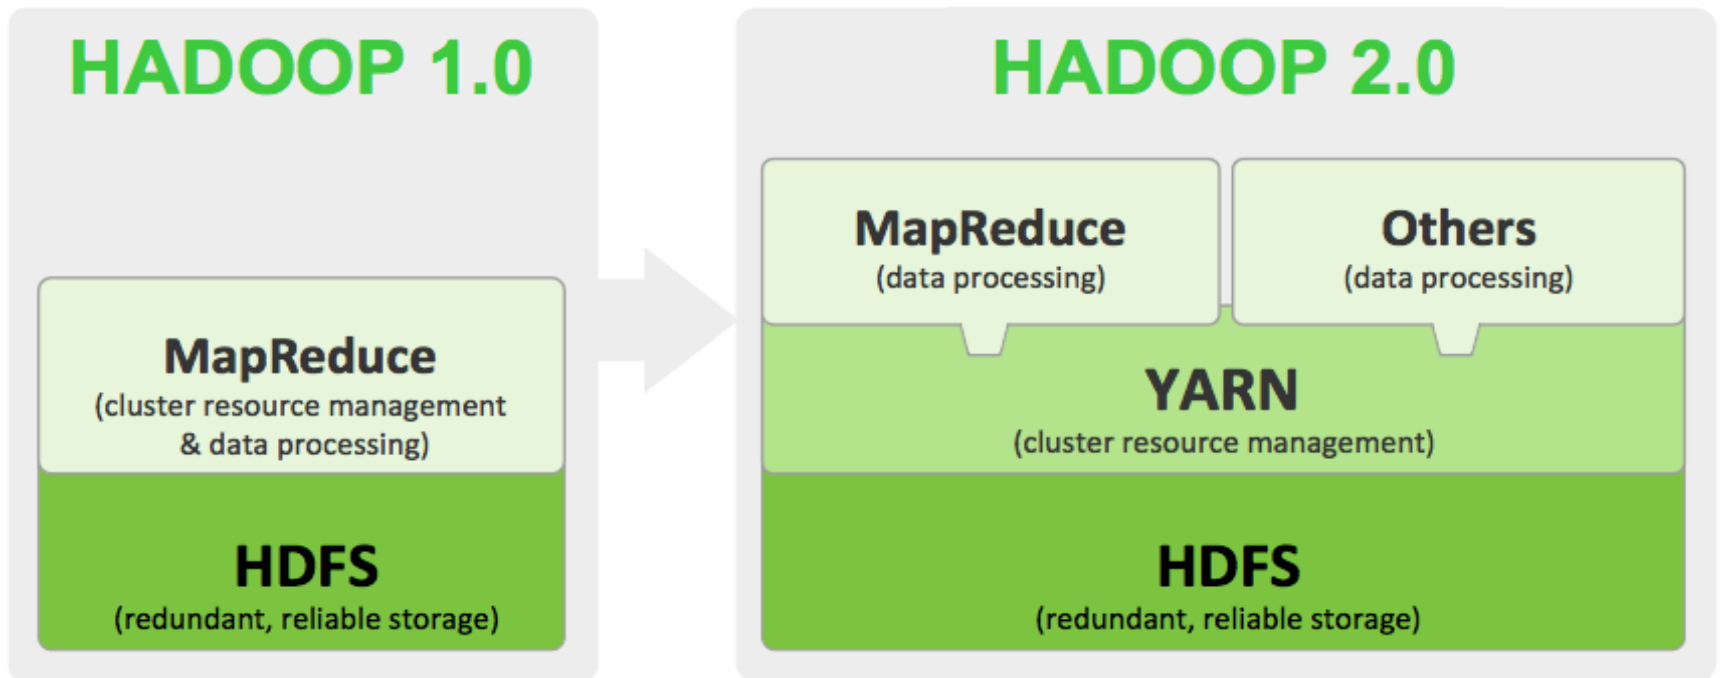 HADOOP 1.0
MapReduce
(cluster resource management
& data processing)
HDFS
(redundant, reliable storage)
HADOOP 2.0
MapReduce
(data processing)
Others
(data processing)
YARN
(cluster resource management)
HDFS
(redundant, reliable storage)